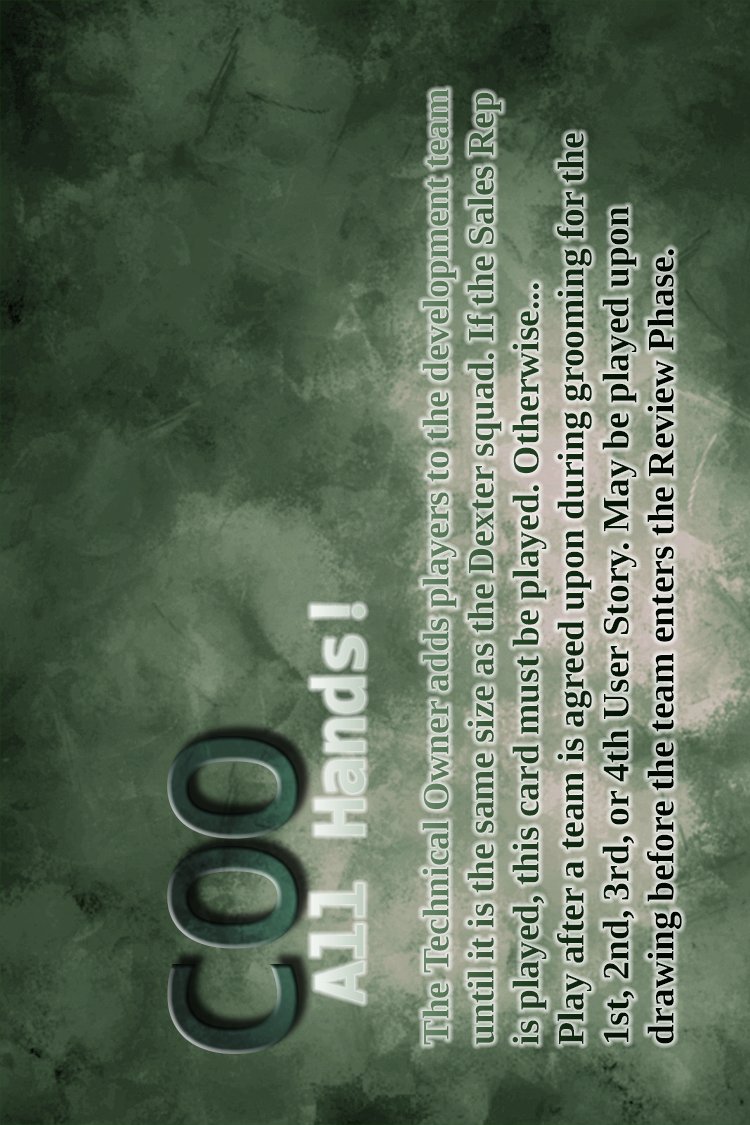 COO
All Hands!
The Technical Owner adds players to the development team
until it is the same size as the Dexter squad. If the Sales Rep
is played, this card must be played. Otherwise...
Play after a team is agreed upon during grooming for the
1st, 2nd, 3rd, or 4th User Story. May be played upon
drawing before the team enters the Review Phase.